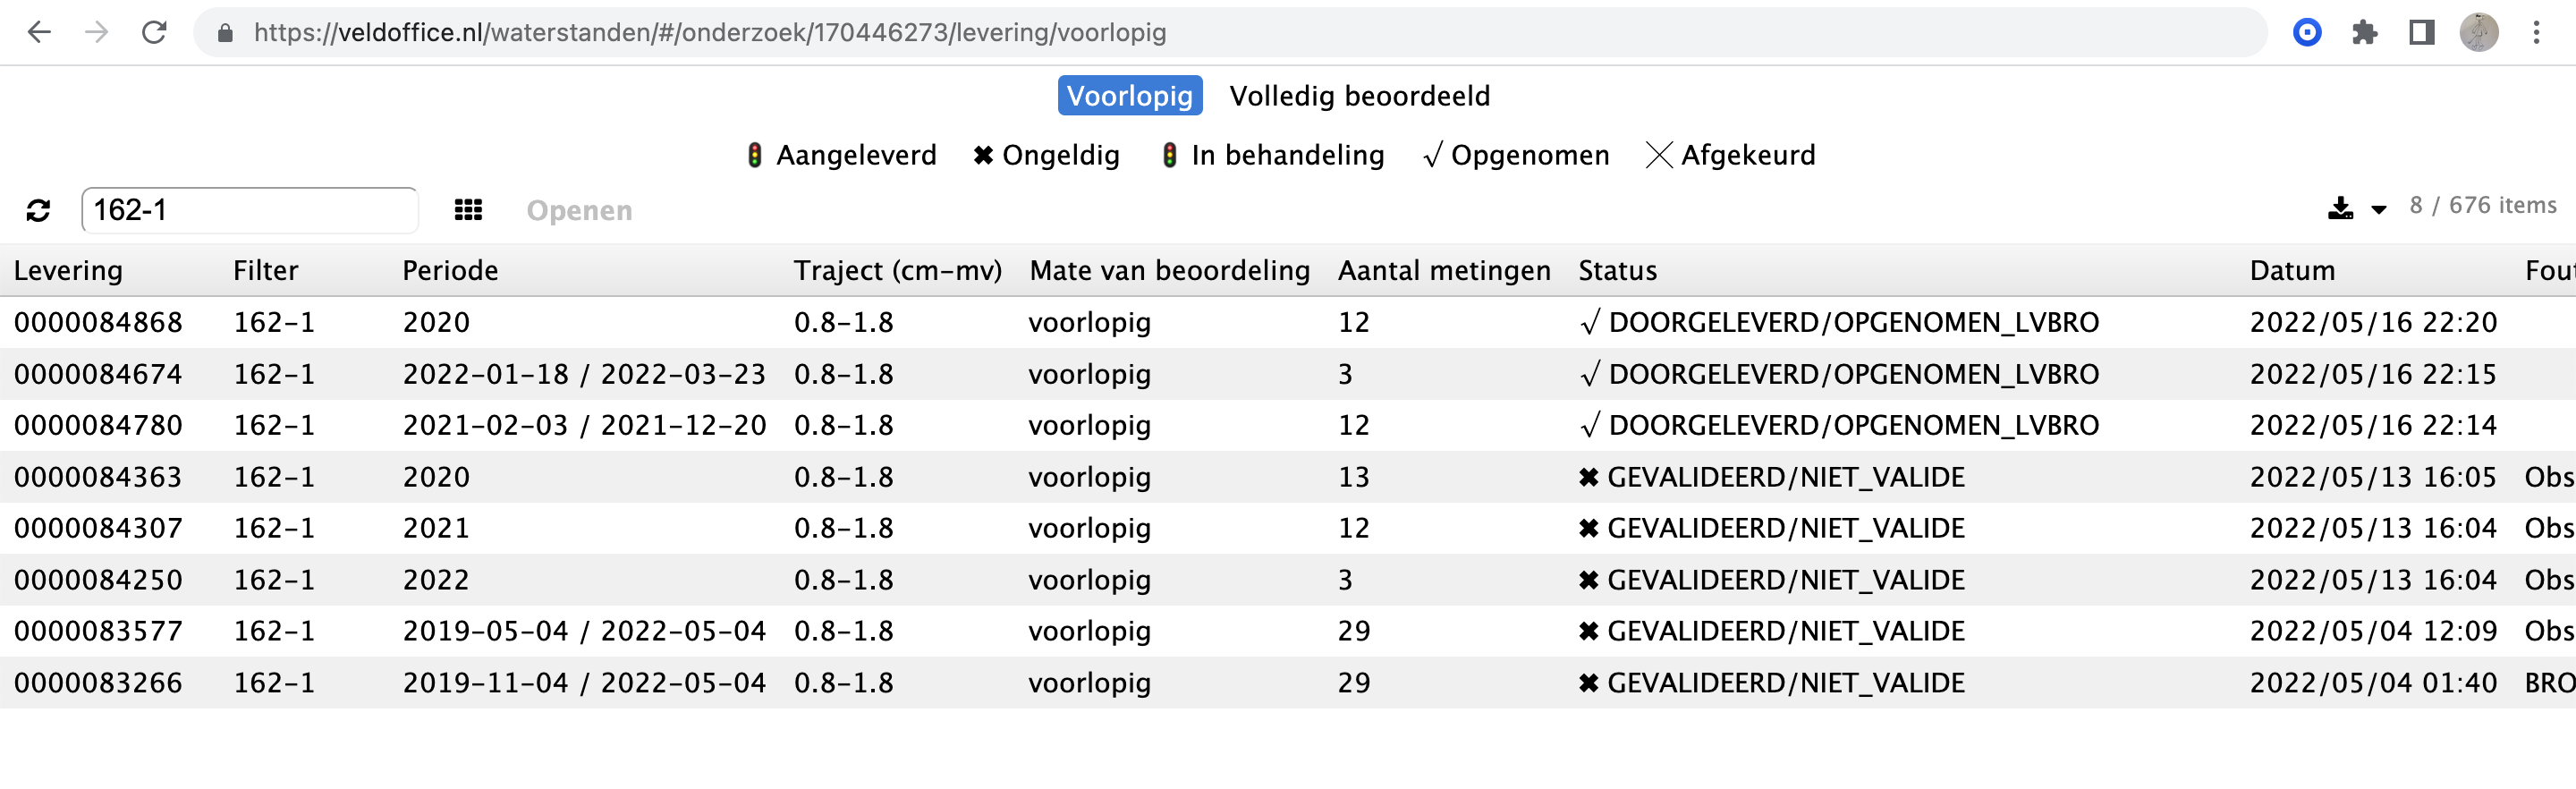 https://veldoffice.nl/waterstanden/#/onderzoek/170446273/levering/voorlopig
Voorlopig Volledig beoordeeld
Aangeleverd ✖ Ongeldig In behandeling √ Opgenomen ╳ Afgekeurd
162-1 Openen 8 / 676 items
Levering Filter Periode Traject (cm-mv) Mate van beoordeling Aantal metingen Status Datum Fout
0000084868 162-1 2020 0.8-1.8 voorlopig 12 √ DOORGELEVERD/OPGENOMEN_LVBRO 2022/05/16 22:20
0000084674 162-1 2022-01-18 / 2022-03-23 0.8-1.8 voorlopig 3 √ DOORGELEVERD/OPGENOMEN_LVBRO 2022/05/16 22:15
0000084780 162-1 2021-02-03 / 2021-12-20 0.8-1.8 voorlopig 12 √ DOORGELEVERD/OPGENOMEN_LVBRO 2022/05/16 22:14
0000084363 162-1 2020 0.8-1.8 voorlopig 13 ✖ GEVALIDEERD/NIET_VALIDE 2022/05/13 16:05 Obs
0000084307 162-1 2021 0.8-1.8 voorlopig 12 ✖ GEVALIDEERD/NIET_VALIDE 2022/05/13 16:04 Obs
0000084250 162-1 2022 0.8-1.8 voorlopig 3 ✖ GEVALIDEERD/NIET_VALIDE 2022/05/13 16:04 Obs
0000083577 162-1 2019-05-04 / 2022-05-04 0.8-1.8 voorlopig 29 ✖ GEVALIDEERD/NIET_VALIDE 2022/05/04 12:09 Obs
0000083266 162-1 2019-11-04 / 2022-05-04 0.8-1.8 voorlopig 29 ✖ GEVALIDEERD/NIET_VALIDE 2022/05/04 01:40 BRO